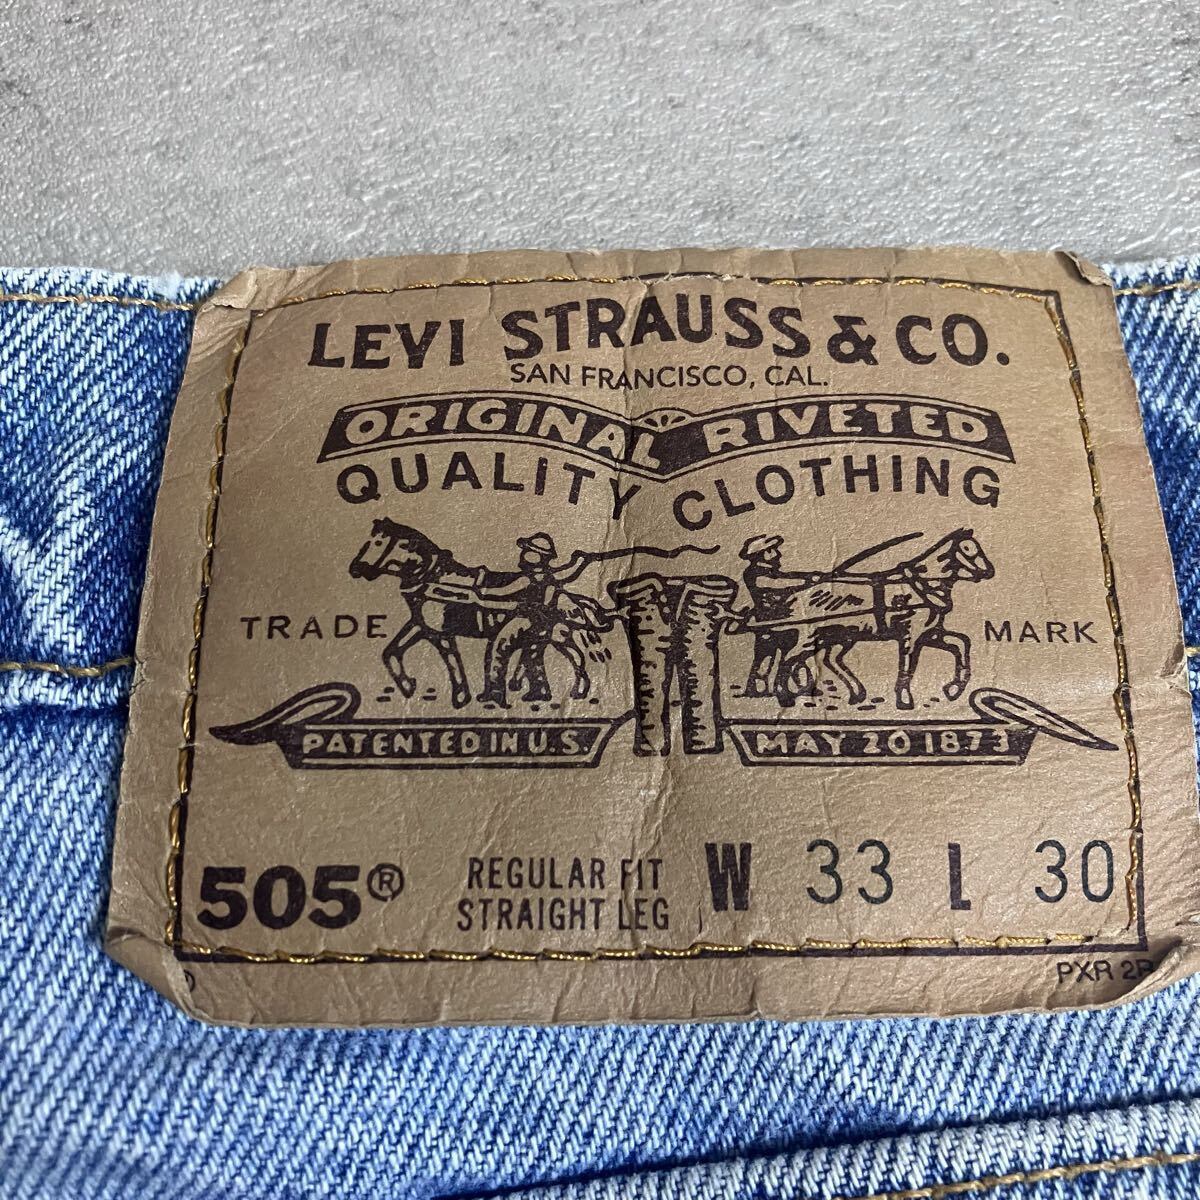 LEVI STRAUSS & CO.
SAN FRANCISCO, CAL.
ORIGINAL RIVETED
QUALITY CLOTHING
TRADE MARK
PATENTED IN U.S. MAY 20 1873
505® REGULAR FIT W 33 L 30
STRAIGHT LEG
PXR